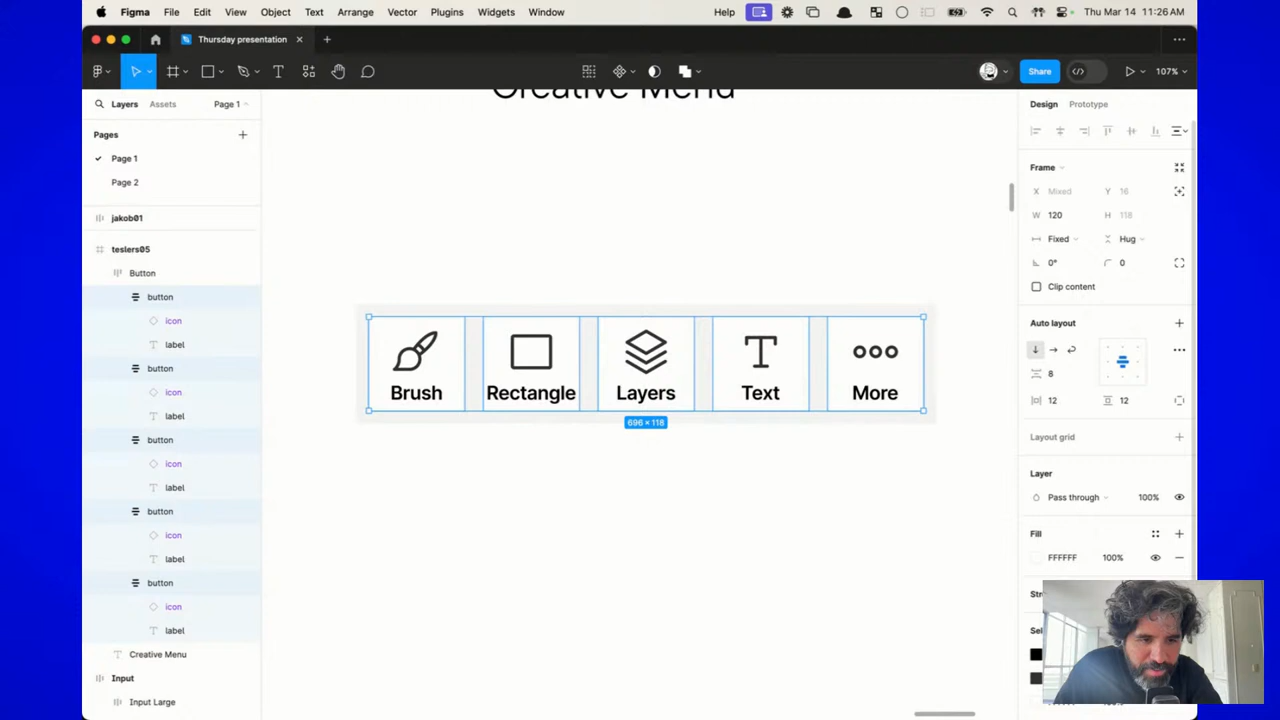 Figma File Edit View Object Text Arrange Vector Plugins Widgets Window Help Thu Mar 14 11:26 AM
Thursday presentation
Share 107%
Layers Assets Page 1
Pages
Page 1
Page 2
jakob01
teslers05
Button
button
icon
label
button
icon
label
button
icon
label
button
icon
label
button
icon
label
Creative Menu
Input
Input Large
Creative Menu
Brush Rectangle Layers Text More
696 × 118
Design Prototype
Frame
X Mixed Y 16
W 120 H 118
Fixed Hug
0° 0
Clip content
Auto layout
8
12 12
Layout grid
Layer
Pass through 100%
Fill
FFFFFF 100%